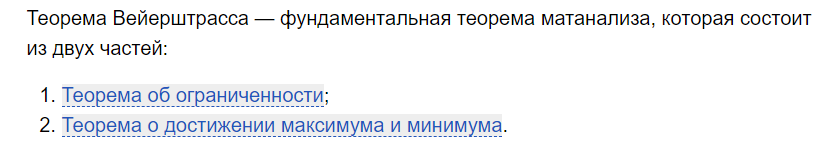 Теорема Вейерштрасса — фундаментальная теорема матанализа, которая состоит
из двух частей:
1. Теорема об ограниченности;
2. Теорема о достижении максимума и минимума.